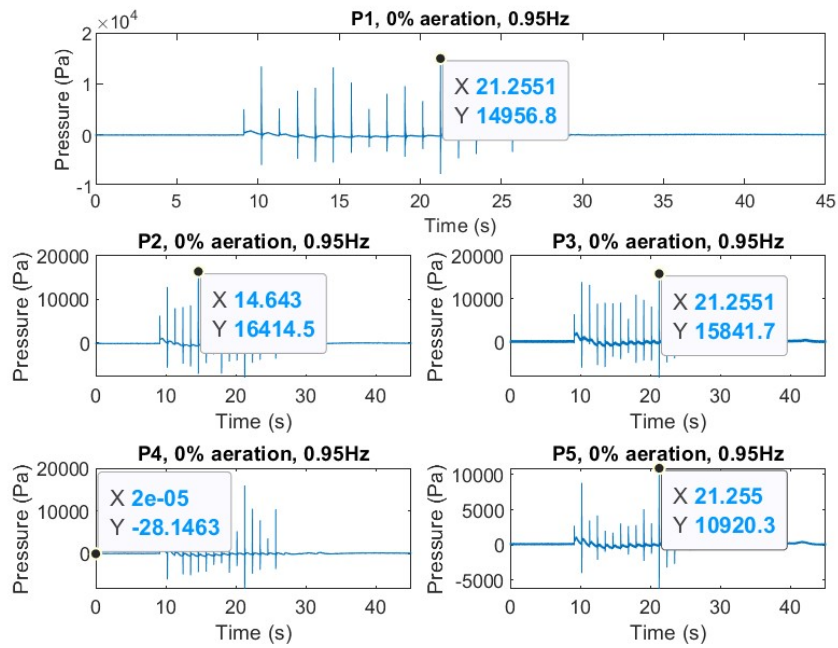 P1, 0% aeration, 0.95Hz
×10⁴
Pressure (Pa)
2
1
0
-1
X 21.2551
Y 14956.8
0 5 10 15 20 25 30 35 40 45
Time (s)
P2, 0% aeration, 0.95Hz
Pressure (Pa)
20000
10000
0
X 14.643
Y 16414.5
0 10 20 30 40
Time (s)
P3, 0% aeration, 0.95Hz
Pressure (Pa)
20000
10000
0
X 21.2551
Y 15841.7
0 10 20 30 40
Time (s)
P4, 0% aeration, 0.95Hz
Pressure (Pa)
20000
10000
0
X 2e-05
Y -28.1463
0 10 20 30 40
Time (s)
P5, 0% aeration, 0.95Hz
Pressure (Pa)
10000
5000
0
-5000
X 21.255
Y 10920.3
0 10 20 30 40
Time (s)